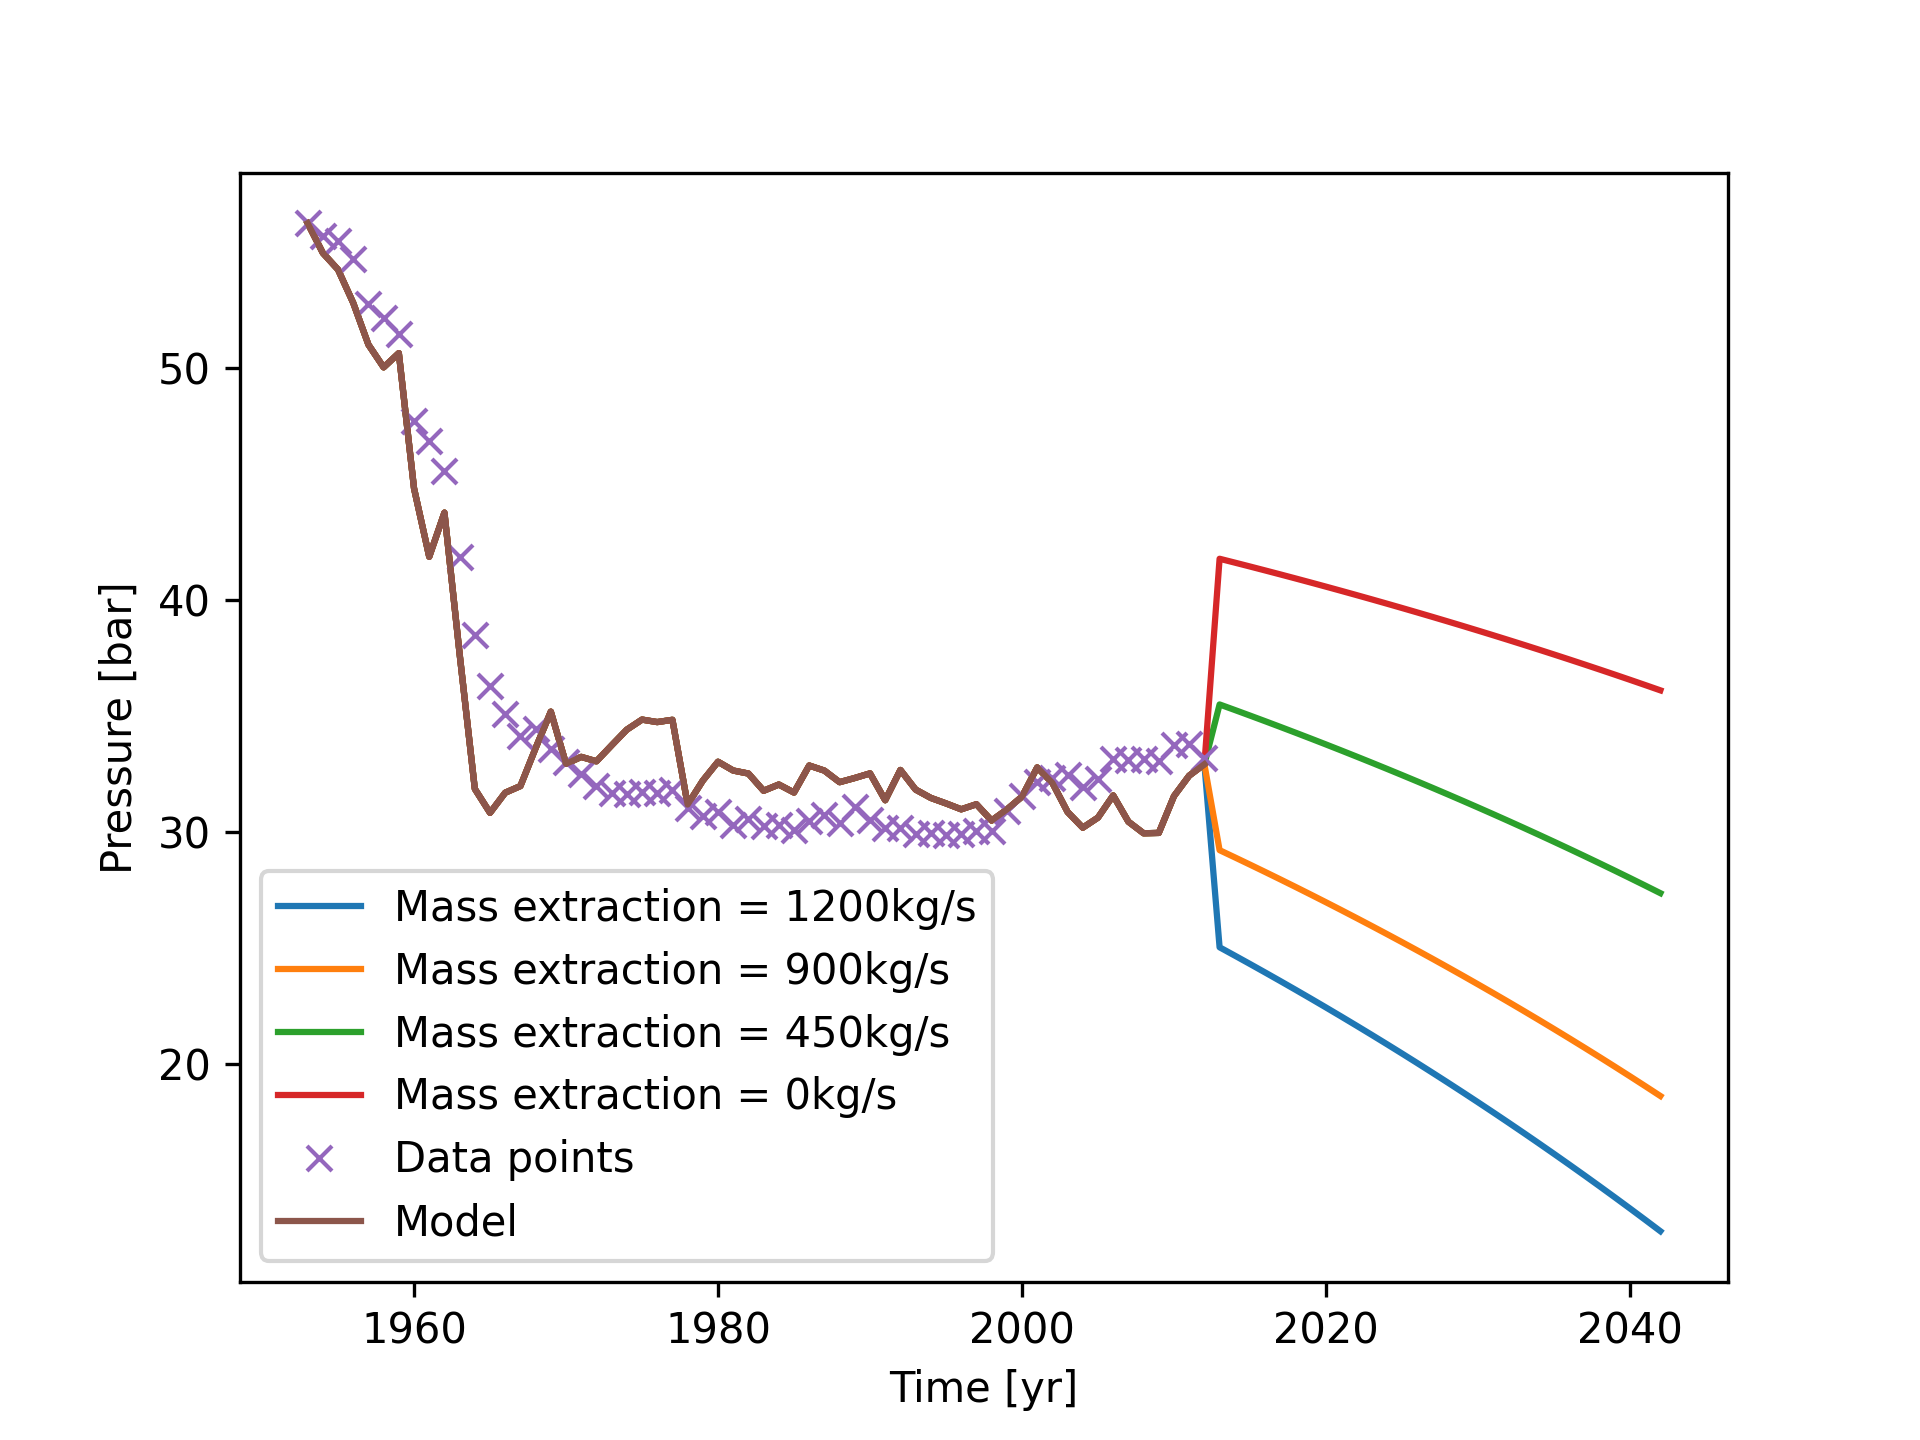 50
40
30
20
Pressure [bar]
Mass extraction = 1200kg/s
Mass extraction = 900kg/s
Mass extraction = 450kg/s
Mass extraction = 0kg/s
Data points
Model
1960 1980 2000 2020 2040
Time [yr]